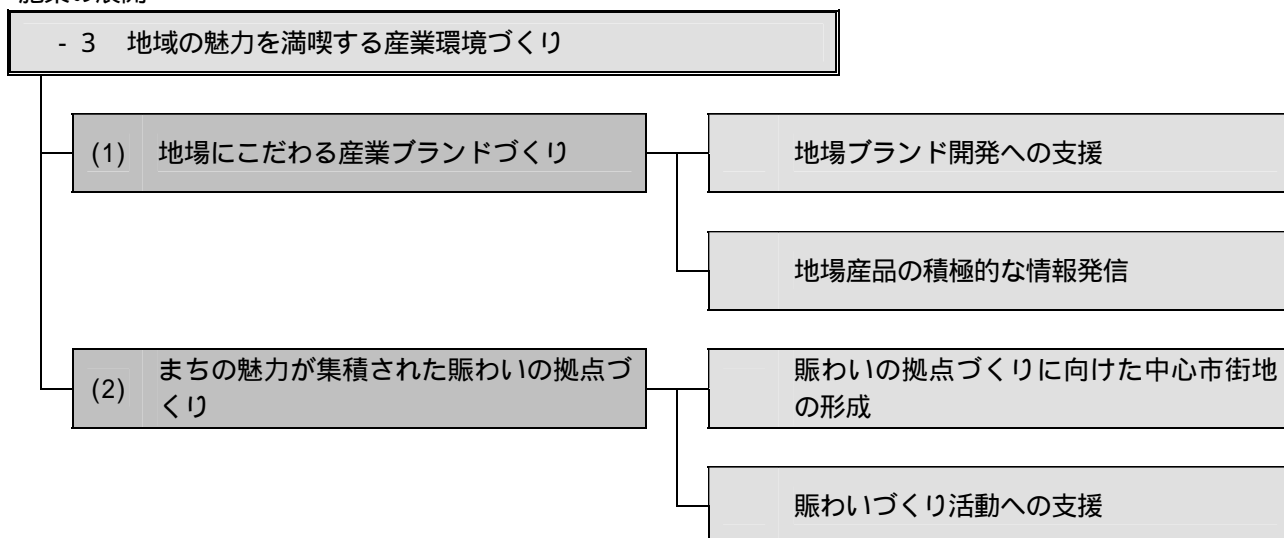 - 3 地域の魅力を満喫する産業環境づくり
(1) 地場にこだわる産業ブランドづくり
地場ブランド開発への支援
地場産品の積極的な情報発信
(2) まちの魅力が集積された賑わいの拠点づ
くり
賑わいの拠点づくりに向けた中心市街地
の形成
賑わいづくり活動への支援